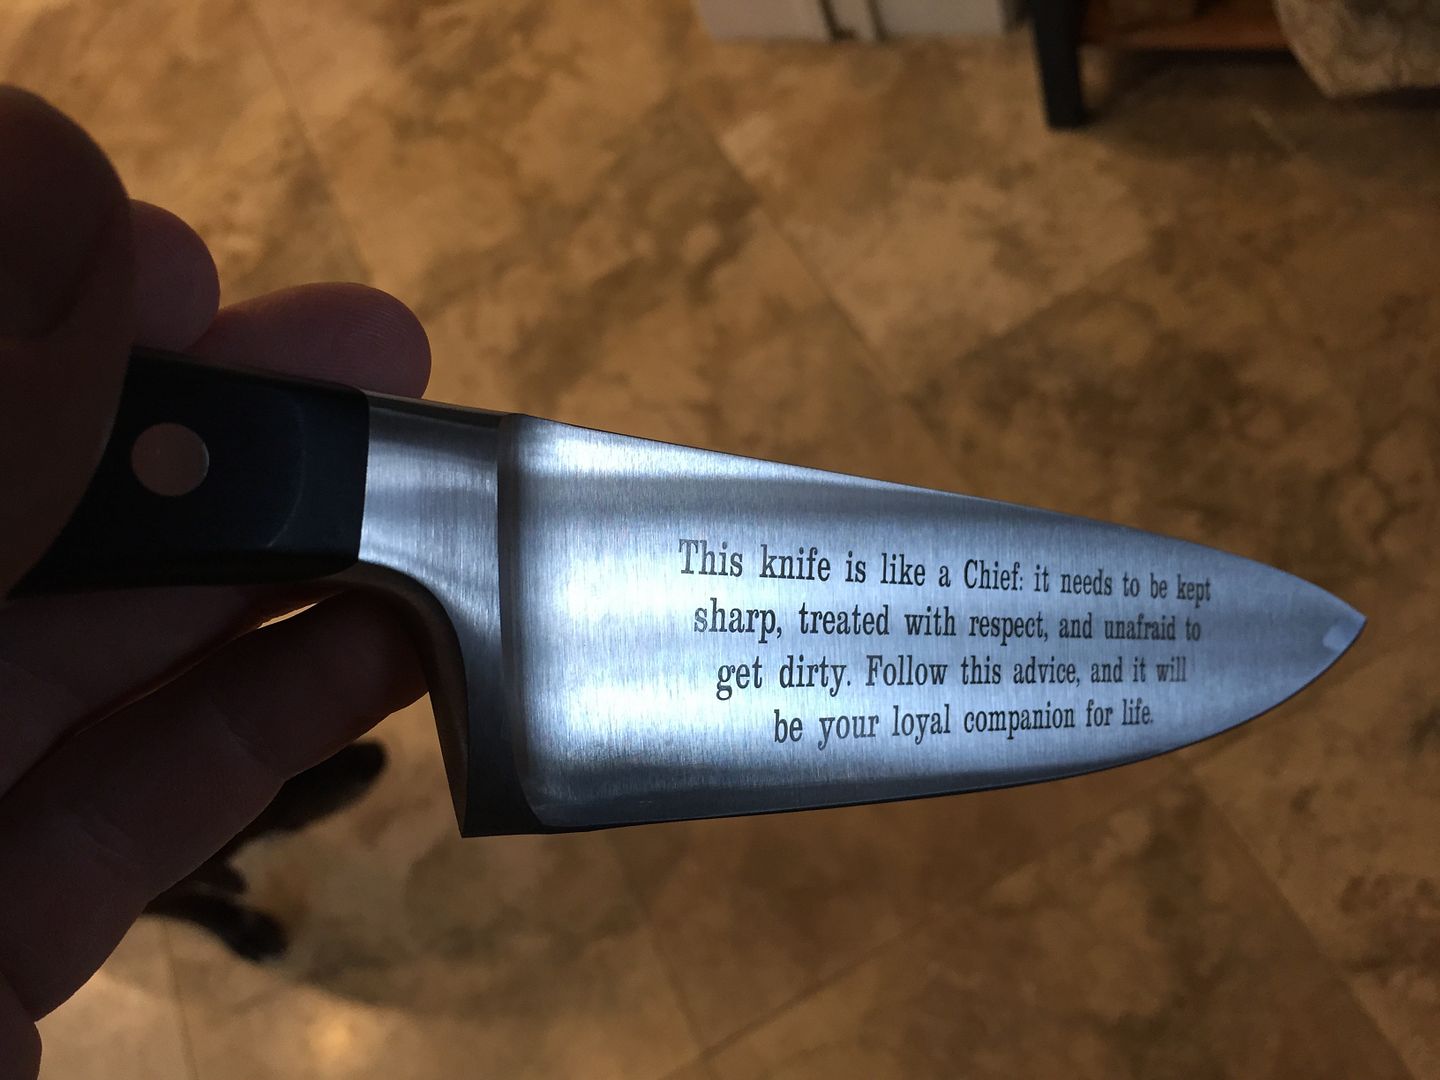 This knife is like a Chief: it needs to be kept
sharp, treated with respect, and unafraid to
get dirty. Follow this advice, and it will
be your loyal companion for life.